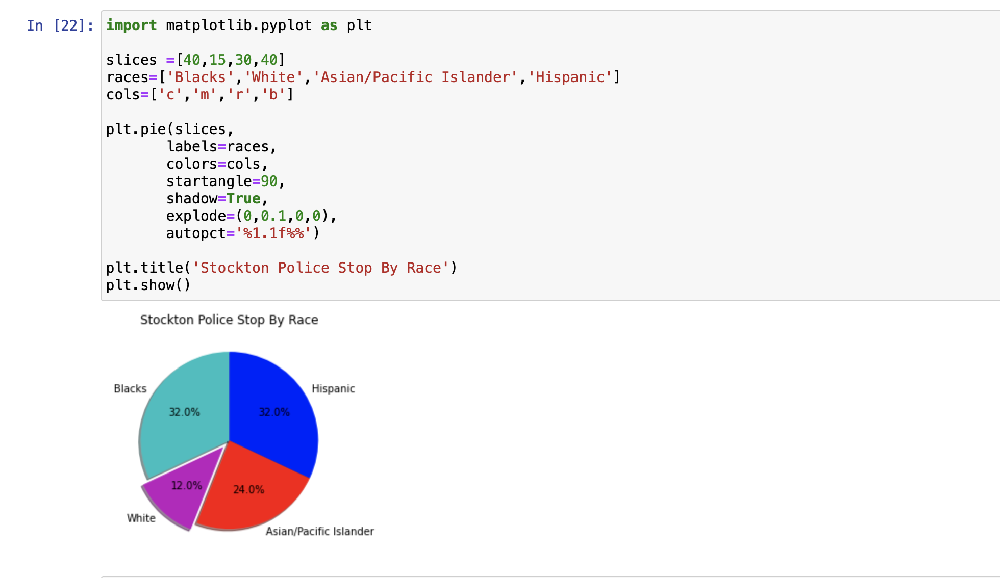 In [22]: import matplotlib.pyplot as plt
slices =[40,15,30,40]
races=['Blacks','White','Asian/Pacific Islander','Hispanic']
cols=['c','m','r','b']
plt.pie(slices,
labels=races,
colors=cols,
startangle=90,
shadow=True,
explode=(0,0.1,0,0),
autopct='%1.1f%%')
plt.title('Stockton Police Stop By Race')
plt.show()
Stockton Police Stop By Race
Blacks
Hispanic
32.0%
32.0%
12.0%
24.0%
White
Asian/Pacific Islander